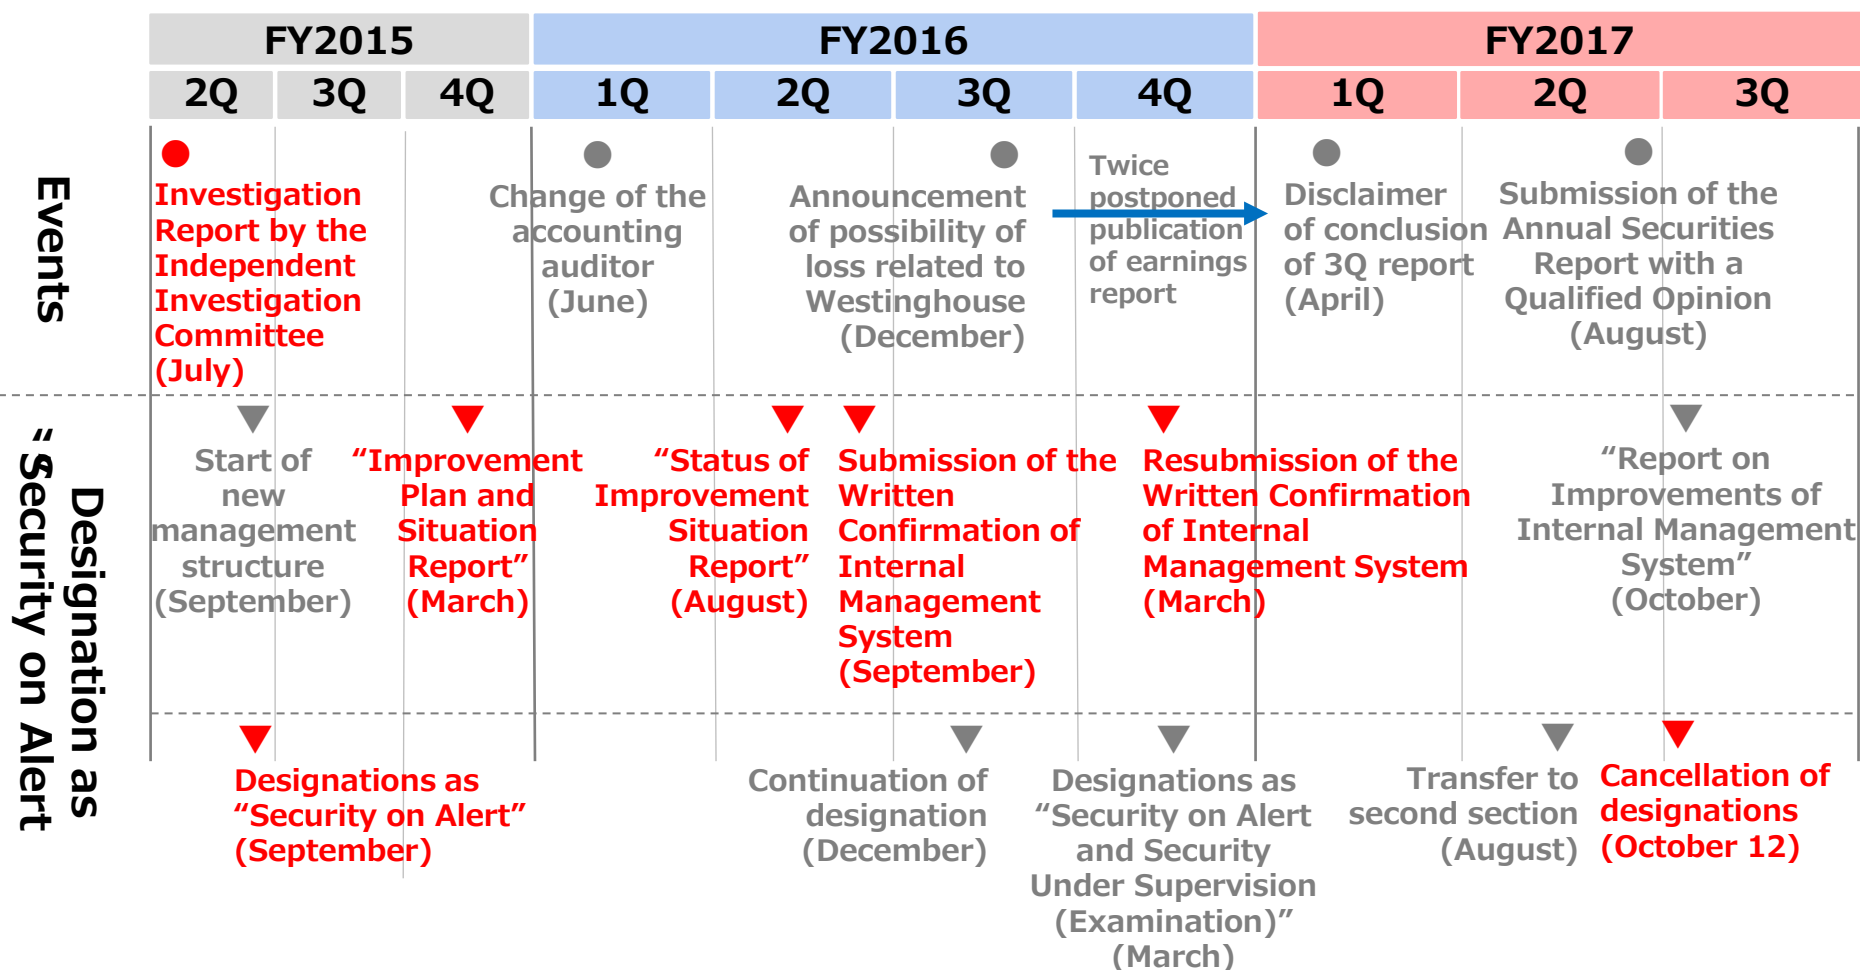 FY2015
FY2016
FY2017
2Q
3Q
4Q
1Q
2Q
3Q
4Q
1Q
2Q
3Q
Events
Investigation
Report by the
Independent
Investigation
Committee
(July)
Change of the
accounting
auditor
(June)
Announcement
of possibility of
loss related to
Westinghouse
(December)
Twice
postponed
publication
of earnings
report
Disclaimer
of conclusion
of 3Q report
(April)
Submission of the
Annual Securities
Report with a
Qualified Opinion
(August)
Designation as
“Security on Alert
Start of
new
management
structure
(September)
“Improvement
Plan and
Situation
Report”
(March)
“Status of
Improvement
Situation
Report”
(August)
Submission of the
Written
Confirmation of
Internal
Management
System
(September)
Resubmission of the
Written Confirmation
of Internal
Management System
(March)
“Report on
Improvements of
Internal Management
System”
(October)
Designations as
“Security on Alert”
(September)
Continuation of
designation
(December)
Designations as
“Security on Alert
and Security
Under Supervision
(Examination)”
(March)
Transfer to
second section
(August)
Cancellation of
designations
(October 12)